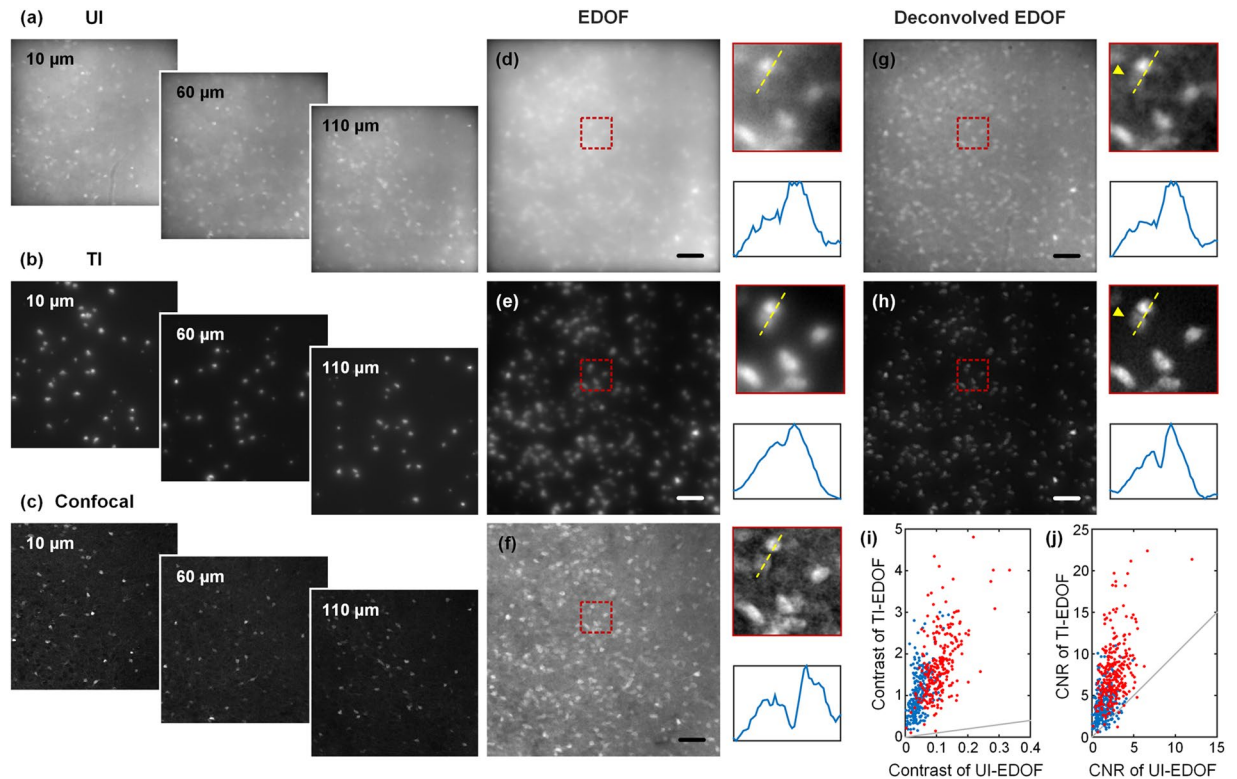 (a) UI
EDOF
Deconvolved EDOF
10 µm
60 µm
110 µm
(d)
(g)
(b) TI
10 µm
60 µm
110 µm
(e)
(h)
(c) Confocal
10 µm
60 µm
110 µm
(f)
(i)
5
4
3
2
1
0
0 0.1 0.2 0.3 0.4
Contrast of TI-EDOF
Contrast of UI-EDOF
(j)
25
20
15
10
5
0
0 5 10 15
CNR of TI-EDOF
CNR of UI-EDOF